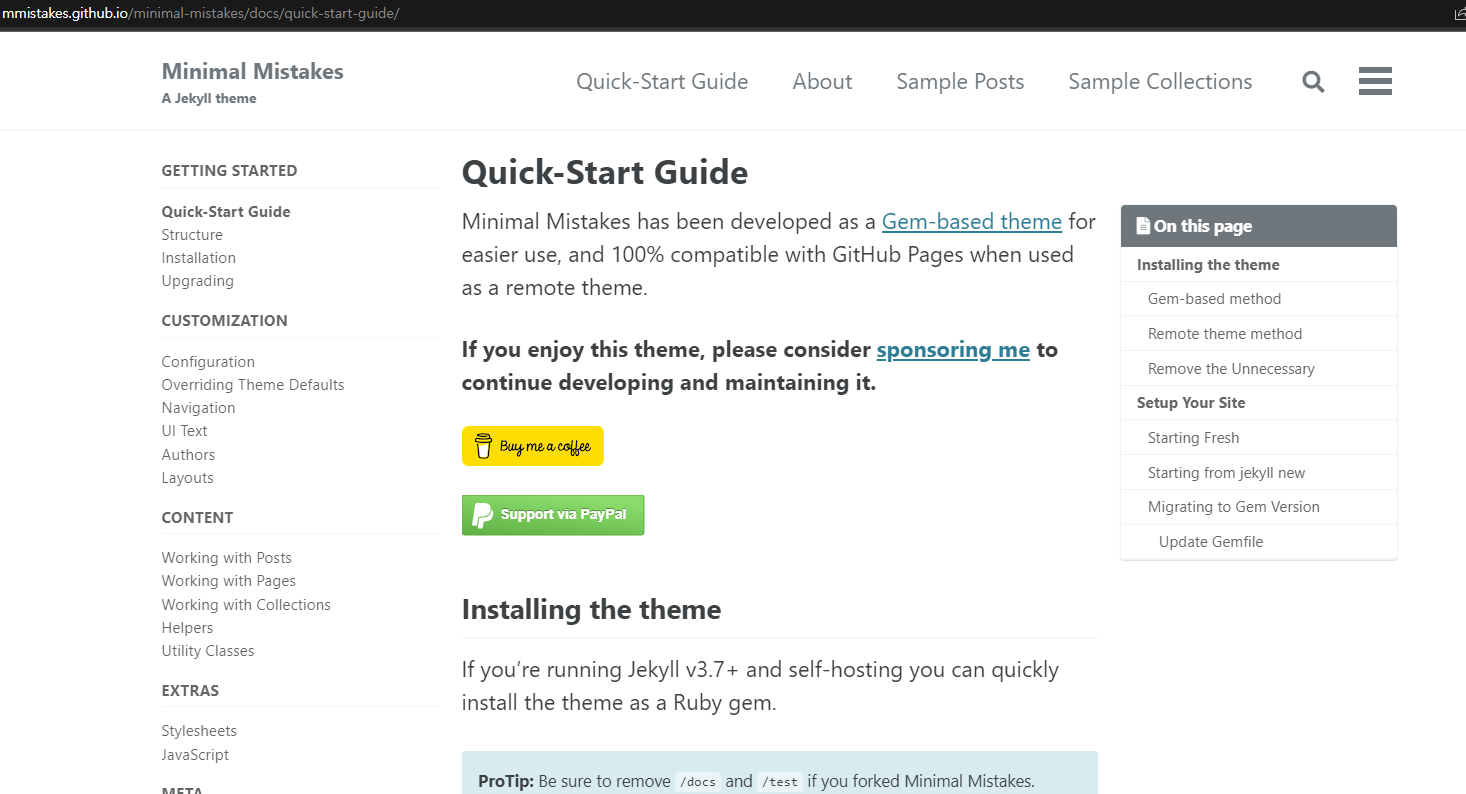 mmistakes.github.io/minimal-mistakes/docs/quick-start-guide/
Minimal Mistakes
A Jekyll theme
Quick-Start Guide
About
Sample Posts
Sample Collections
GETTING STARTED
Quick-Start Guide
Structure
Installation
Upgrading
CUSTOMIZATION
Configuration
Overriding Theme Defaults
Navigation
UI Text
Authors
Layouts
CONTENT
Working with Posts
Working with Pages
Working with Collections
Helpers
Utility Classes
EXTRAS
Stylesheets
JavaScript
META
Quick-Start Guide
Minimal Mistakes has been developed as a Gem-based theme for
easier use, and 100% compatible with GitHub Pages when used
as a remote theme.
If you enjoy this theme, please consider sponsoring me to
continue developing and maintaining it.
Buy me a coffee
Support via PayPal
Installing the theme
If you’re running Jekyll v3.7+ and self-hosting you can quickly
install the theme as a Ruby gem.
ProTip: Be sure to remove /docs and /test if you forked Minimal Mistakes.
On this page
Installing the theme
Gem-based method
Remote theme method
Remove the Unnecessary
Setup Your Site
Starting Fresh
Starting from jekyll new
Migrating to Gem Version
Update Gemfile